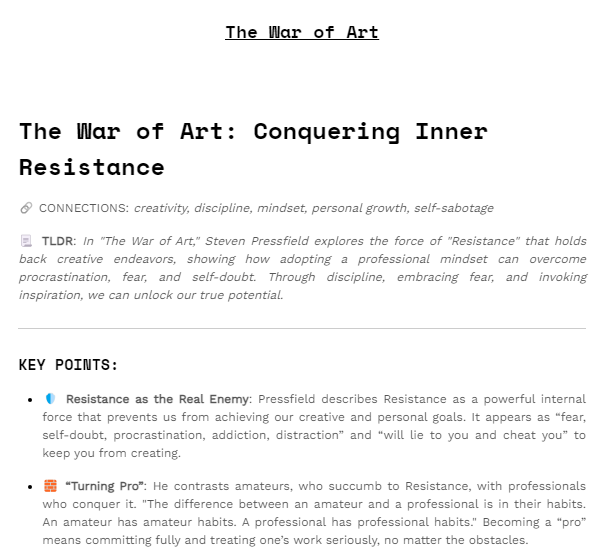 The War of Art
The War of Art: Conquering Inner
Resistance
🔗 CONNECTIONS: creativity, discipline, mindset, personal growth, self-sabotage
📃 TLDR: In "The War of Art," Steven Pressfield explores the force of "Resistance" that holds
back creative endeavors, showing how adopting a professional mindset can overcome
procrastination, fear, and self-doubt. Through discipline, embracing fear, and invoking
inspiration, we can unlock our true potential.
KEY POINTS:
• 🛡️ Resistance as the Real Enemy: Pressfield describes Resistance as a powerful internal
force that prevents us from achieving our creative and personal goals. It appears as “fear,
self-doubt, procrastination, addiction, distraction” and “will lie to you and cheat you” to
keep you from creating.
• 🧱 “Turning Pro”: He contrasts amateurs, who succumb to Resistance, with professionals
who conquer it. "The difference between an amateur and a professional is in their habits.
An amateur has amateur habits. A professional has professional habits." Becoming a “pro”
means committing fully and treating one’s work seriously, no matter the obstacles.